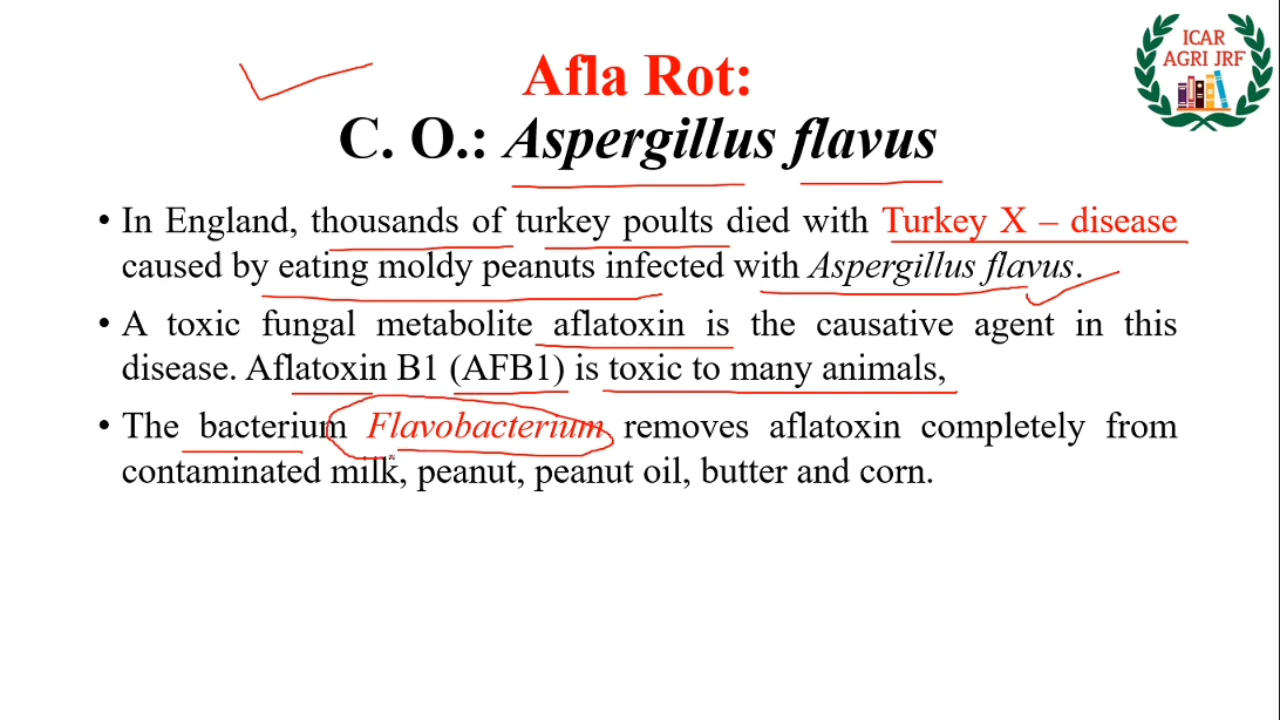 ICAR
AGRI JRF
Afla Rot:
C. O.: Aspergillus flavus
• In England, thousands of turkey poults died with Turkey X – disease
caused by eating moldy peanuts infected with Aspergillus flavus.
• A toxic fungal metabolite aflatoxin is the causative agent in this
disease. Aflatoxin B1 (AFB1) is toxic to many animals,
• The bacterium Flavobacterium removes aflatoxin completely from
contaminated milk, peanut, peanut oil, butter and corn.